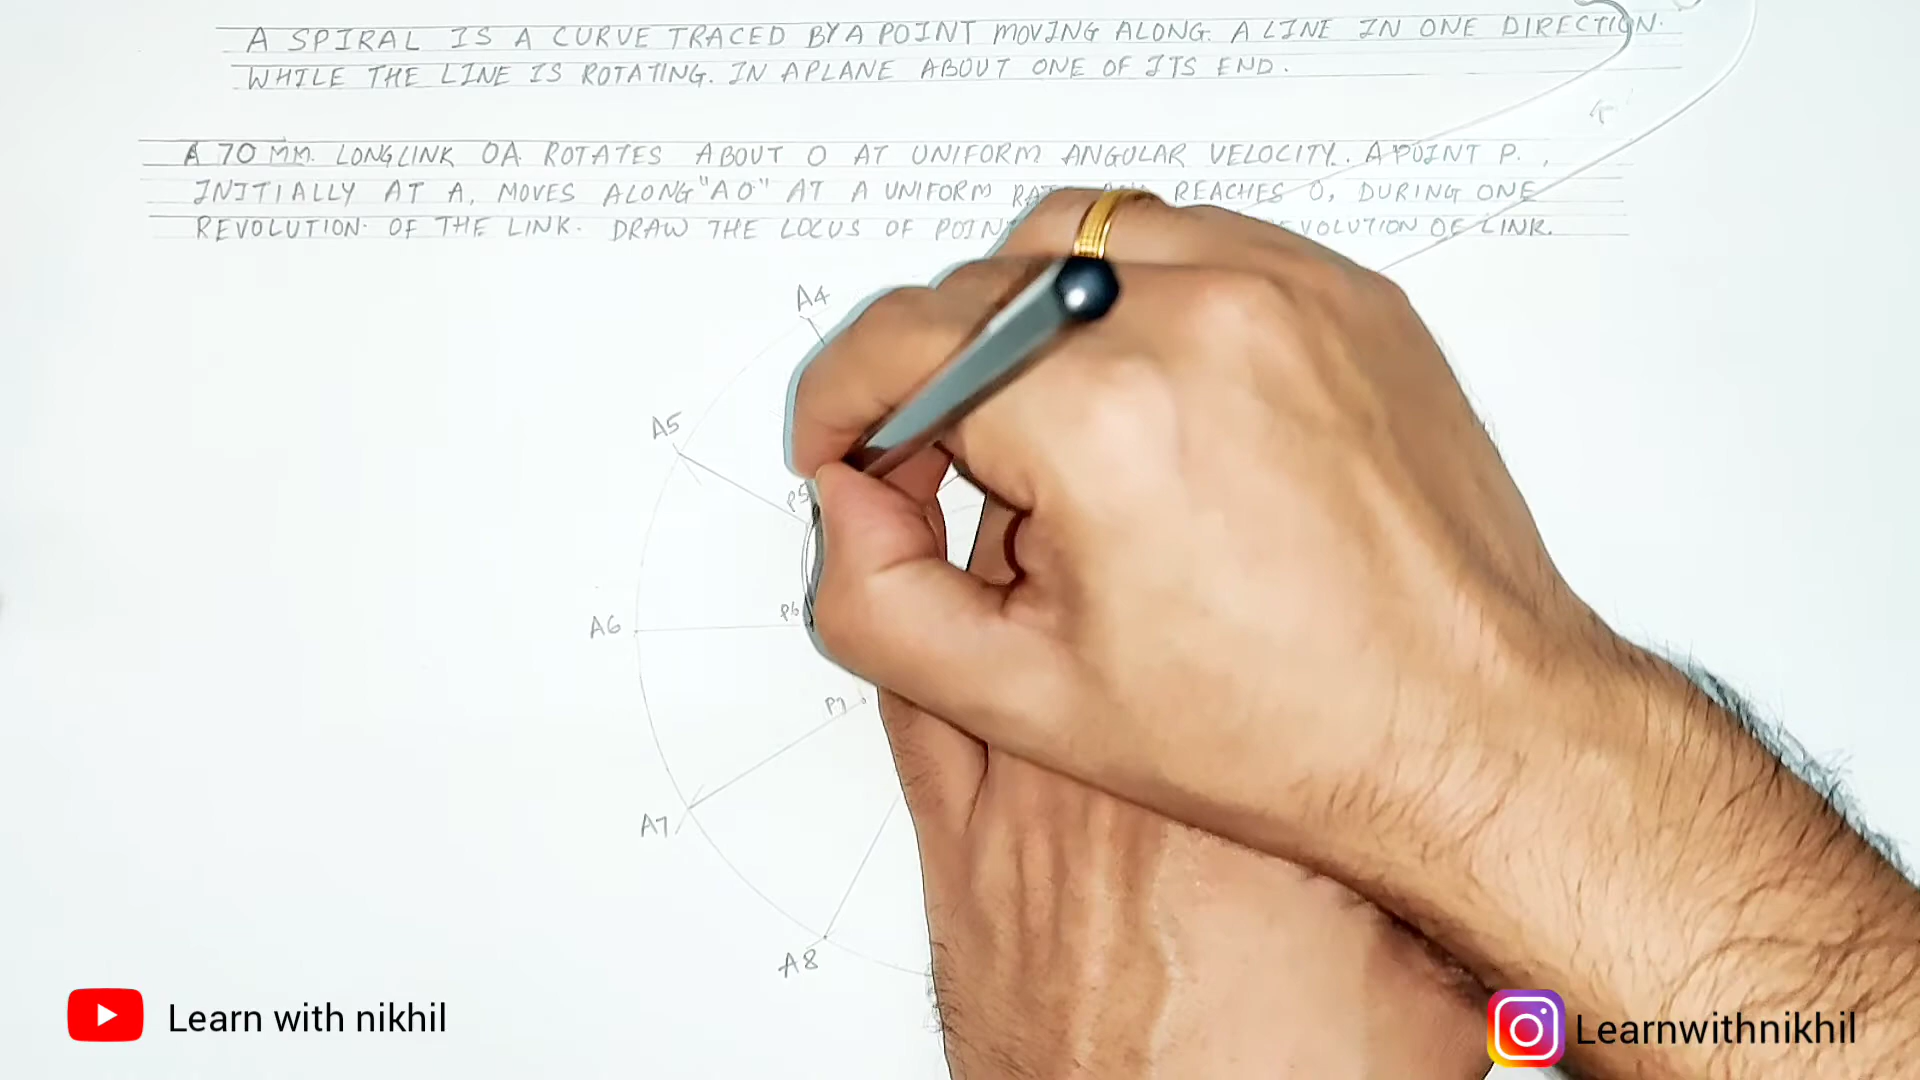 A SPIRAL IS A CURVE TRACED BY A POINT MOVING ALONG. A LINE IN ONE DIRECTION.
WHILE THE LINE IS ROTATING. IN A PLANE ABOUT ONE OF ITS END.
A 70 MM. LONG LINK OA ROTATES ABOUT O AT UNIFORM ANGULAR VELOCITY. A POINT P. ,
INITIALLY AT A, MOVES ALONG "AO" AT A UNIFORM REACHES O, DURING ONE
REVOLUTION. OF THE LINK. DRAW THE LOCUS OF OF LINK.
A4
A5
P5
P6
A6
P7
A7
A8
Learn with nikhil
Learnwithnikhil